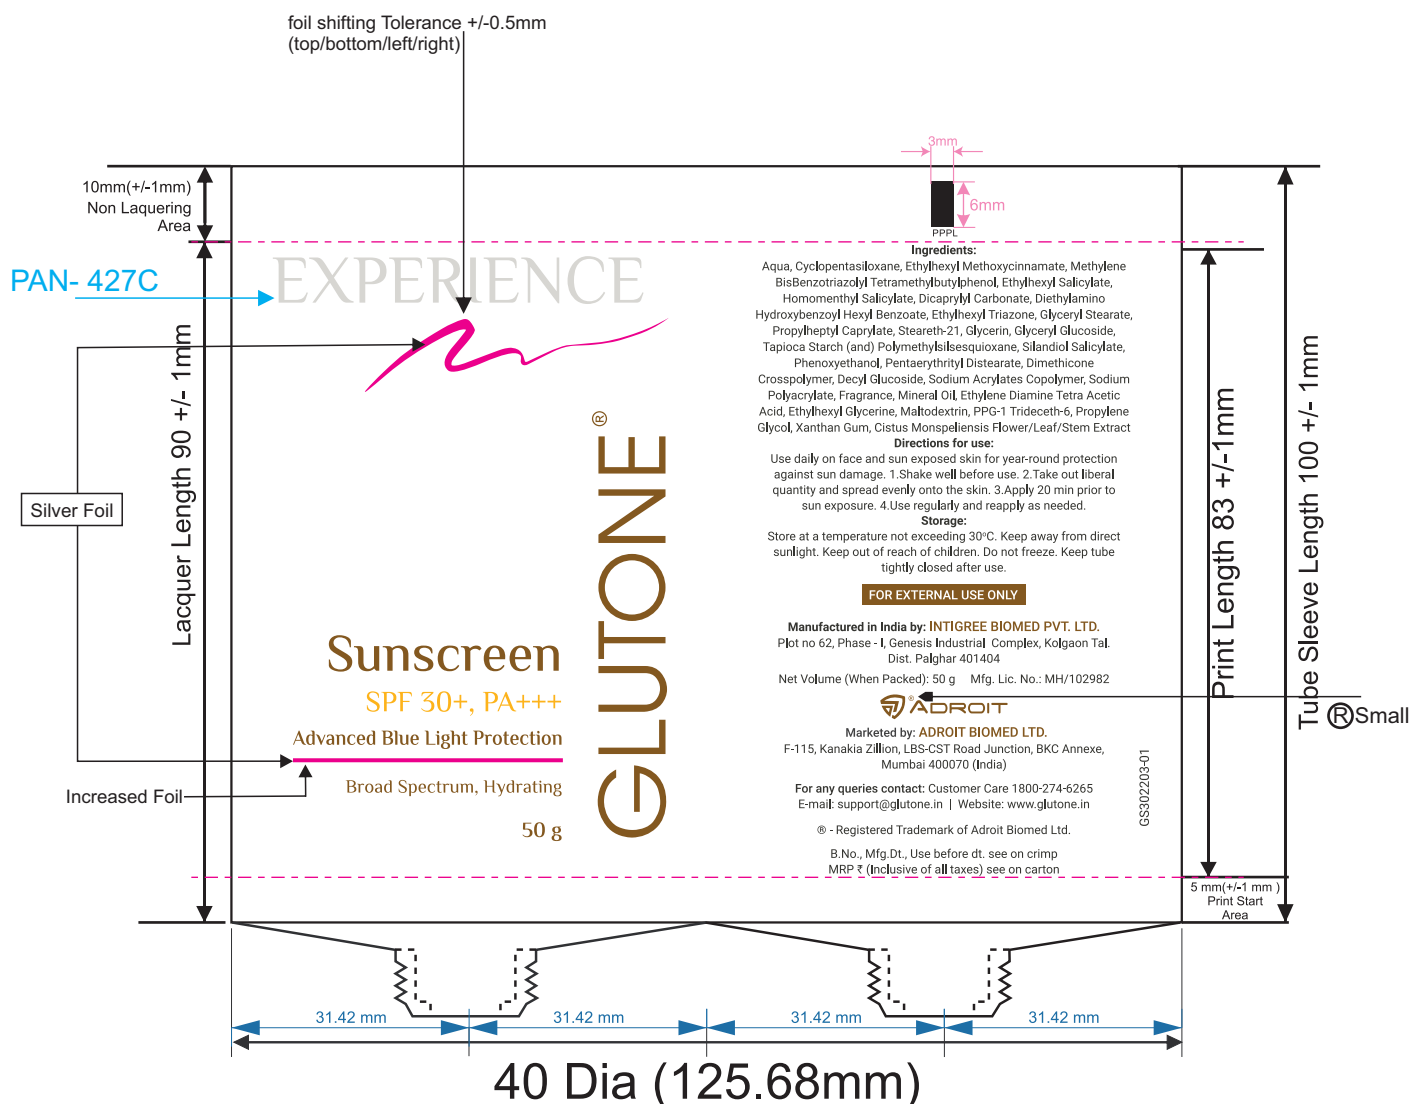 foil shifting Tolerance +/-0.5mm
(top/bottom/left/right)
10mm(+/-1mm)
Non Laquering
Area
PAN- 427C
Lacquer Length 90 +/- 1mm
Silver Foil
Increased Foil
EXPERIENCE
GLUTONE®
Sunscreen
SPF 30+, PA+++
Advanced Blue Light Protection
Broad Spectrum, Hydrating
50 g
3mm
6mm
PPPL
Ingredients:
Aqua, Cyclopentasiloxane, Ethylhexyl Methoxycinnamate, Methylene
BisBenzotriazolyl Tetramethylbutylphenol, Ethylhexyl Salicylate,
Homomenthyl Salicylate, Dicaprylyl Carbonate, Diethylamino
Hydroxybenzoyl Hexyl Benzoate, Ethylhexyl Triazone, Glyceryl Stearate,
Propylheptyl Caprylate, Steareth-21, Glycerin, Glyceryl Glucoside,
Tapioca Starch (and) Polymethylsilsesquioxane, Silandiol Salicylate,
Phenoxyethanol, Pentaerythrityl Distearate, Dimethicone
Crosspolymer, Decyl Glucoside, Sodium Acrylates Copolymer, Sodium
Polyacrylate, Fragrance, Mineral Oil, Ethylene Diamine Tetra Acetic
Acid, Ethylhexyl Glycerine, Maltodextrin, PPG-1 Trideceth-6, Propylene
Glycol, Xanthan Gum, Cistus Monspeliensis Flower/Leaf/Stem Extract
Directions for use:
Use daily on face and sun exposed skin for year-round protection
against sun damage. 1.Shake well before use. 2.Take out liberal
quantity and spread evenly onto the skin. 3.Apply 20 min prior to
sun exposure. 4.Use regularly and reapply as needed.
Storage:
Store at a temperature not exceeding 30°C. Keep away from direct
sunlight. Keep out of reach of children. Do not freeze. Keep tube
tightly closed after use.
FOR EXTERNAL USE ONLY
Manufactured in India by: INTIGREE BIOMED PVT. LTD.
Plot no 62, Phase - I, Genesis Industrial Complex, Kolgaon Tal.
Dist. Palghar 401404
Net Volume (When Packed): 50 g Mfg. Lic. No.: MH/102982
® ADROIT
Marketed by: ADROIT BIOMED LTD.
F-115, Kanakia Zillion, LBS-CST Road Junction, BKC Annexe,
Mumbai 400070 (India)
For any queries contact: Customer Care 1800-274-6265
E-mail: support@glutone.in | Website: www.glutone.in
® - Registered Trademark of Adroit Biomed Ltd.
B.No., Mfg.Dt., Use before dt. see on crimp
MRP ₹ (Inclusive of all taxes) see on carton
GS302203-01
Print Length 83 +/-1mm
Tube Sleeve Length 100 +/- 1mm
®Small
5 mm(+/-1 mm )
Print Start
Area
31.42 mm
31.42 mm
31.42 mm
31.42 mm
40 Dia (125.68mm)